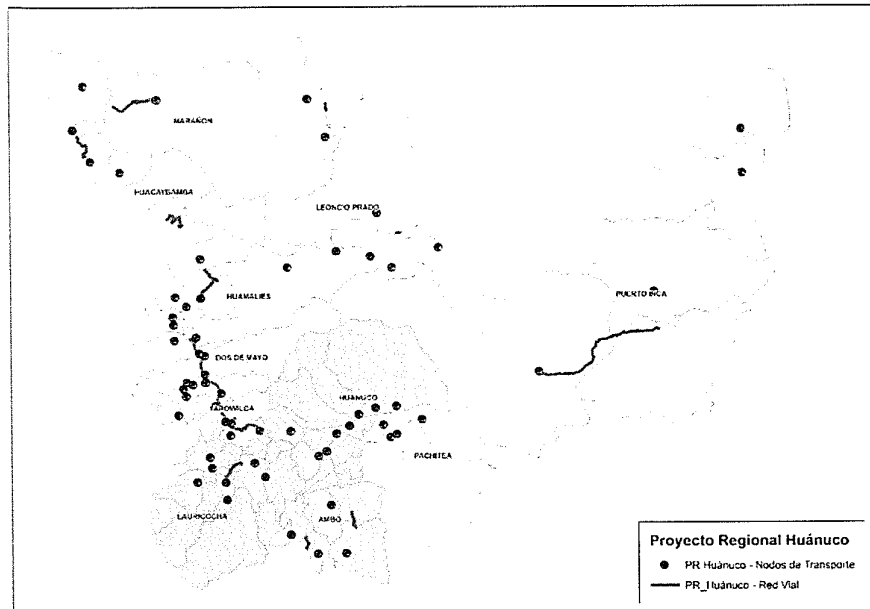 MARAÑON
HUACAYBAMBA
LEONCIO PRADO
HUAMALIES
PUERTO INCA
DOS DE MAYO
HUANUCO
YAROWILCA
PACHITEA
LAURICOCHA
AMBO
Proyecto Regional Huánuco
PR Huánuco - Nodos de Transporte
PR_Huánuco - Red Vial